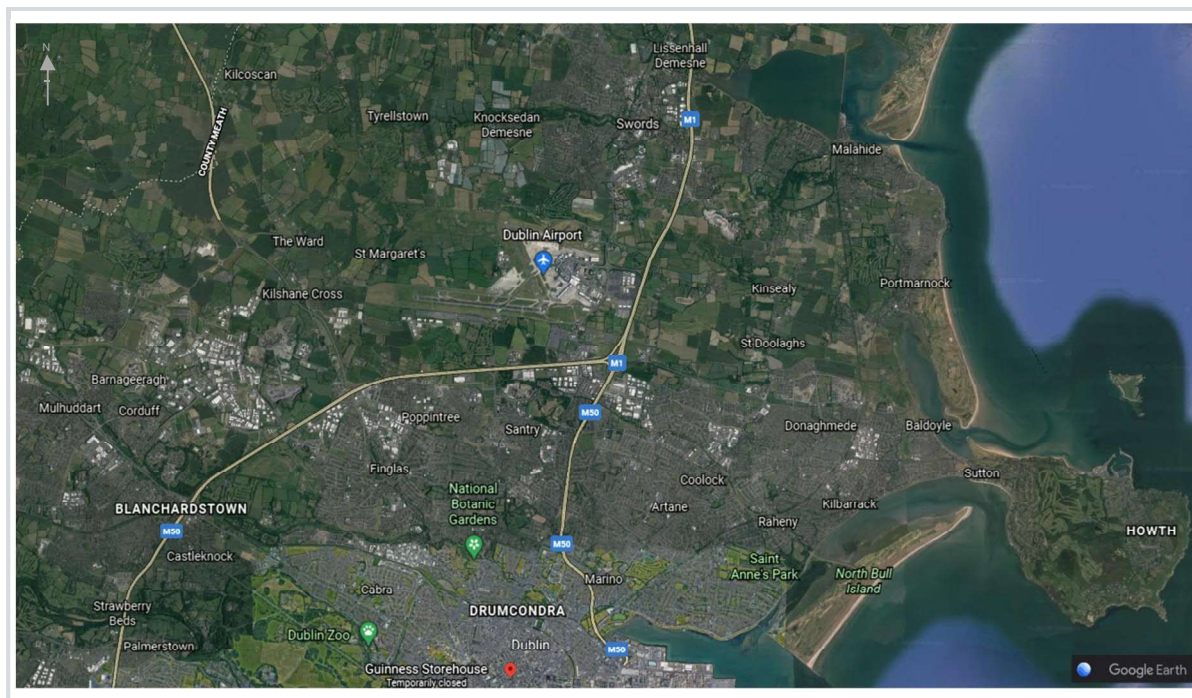 N
Lissenhall
Demesne
Kilcoscan
COUNTY MEATH
Tyrellstown
Knocksedan
Demesne
Swords
M1
Malahide
The Ward
St Margaret's
Dublin Airport
Kilshane Cross
Kinsealy
Portmarnock
St Doolaghs
M1
Barnageeragh
Mulhuddart
Corduff
Poppintree
M50
Santry
Donaghmede
Baldoyle
Finglas
Coolock
Sutton
National
Botanic
Gardens
BLANCHARDSTOWN
Artane
Kilbarrack
Raheny
HOWTH
M50
M50
Castleknock
Saint
Anne's Park
North Bull
Island
Cabra
Marino
Strawberry
Beds
DRUMCONDRA
Dublin Zoo
Dublin
M50
Palmerstown
Guinness Storehouse
Temporarily closed
Google Earth